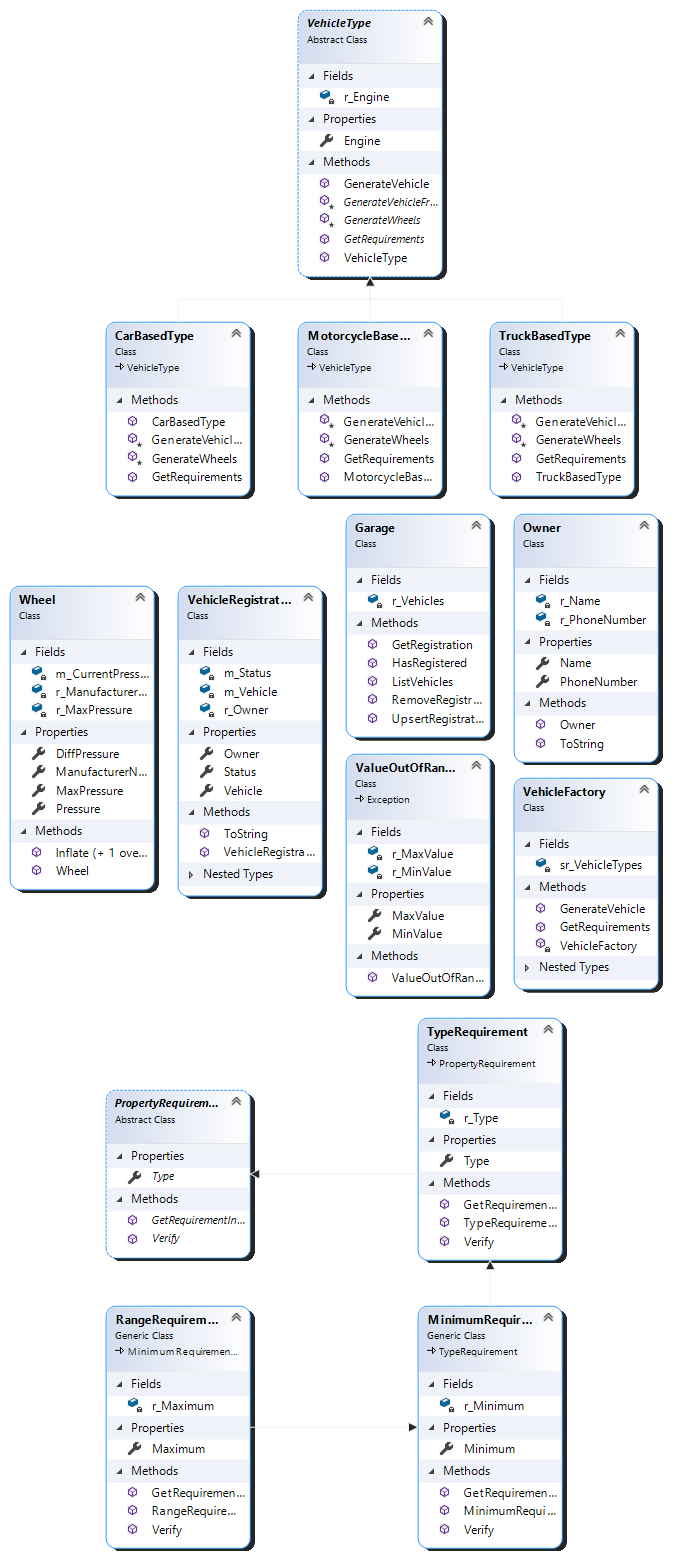 VehicleType
Abstract Class
Fields
r_Engine
Properties
Engine
Methods
GenerateVehicle
GenerateVehicleFr...
GenerateWheels
GetRequirements
VehicleType
CarBasedType
Class
VehicleType
Methods
CarBasedType
GenerateVehicl...
GenerateWheels
GetRequirements
MotorcycleBase...
Class
VehicleType
Methods
GenerateVehicl...
GenerateWheels
GetRequirements
MotorcycleBas...
TruckBasedType
Class
VehicleType
Methods
GenerateVehicl...
GenerateWheels
GetRequirements
TruckBasedType
Wheel
Class
Fields
m_CurrentPress...
r_Manufacturer...
r_MaxPressure
Properties
DiffPressure
ManufacturerN...
MaxPressure
Pressure
Methods
Inflate (+ 1 ove...
Wheel
VehicleRegistrat...
Class
Fields
m_Status
m_Vehicle
r_Owner
Properties
Owner
Status
Vehicle
Methods
ToString
VehicleRegistra...
Nested Types
Garage
Class
Fields
r_Vehicles
Methods
GetRegistration
HasRegistered
ListVehicles
RemoveRegistr...
UpsertRegistrat...
Owner
Class
Fields
r_Name
r_PhoneNumber
Properties
Name
PhoneNumber
Methods
Owner
ToString
ValueOutOfRan...
Class
Exception
Fields
r_MaxValue
r_MinValue
Properties
MaxValue
MinValue
Methods
ValueOutOfRan...
VehicleFactory
Class
Fields
sr_VehicleTypes
Methods
GenerateVehicle
GetRequirements
VehicleFactory
Nested Types
TypeRequirement
Class
PropertyRequirement
Fields
r_Type
Properties
Type
Methods
GetRequiremen...
TypeRequireme...
Verify
PropertyRequirem...
Abstract Class
Properties
Type
Methods
GetRequirementIn...
Verify
RangeRequirem...
Generic Class
MinimumRequiremen...
Fields
r_Maximum
Properties
Maximum
Methods
GetRequiremen...
RangeRequire...
Verify
MinimumRequir...
Generic Class
TypeRequirement
Fields
r_Minimum
Properties
Minimum
Methods
GetRequiremen...
MinimumRequi...
Verify